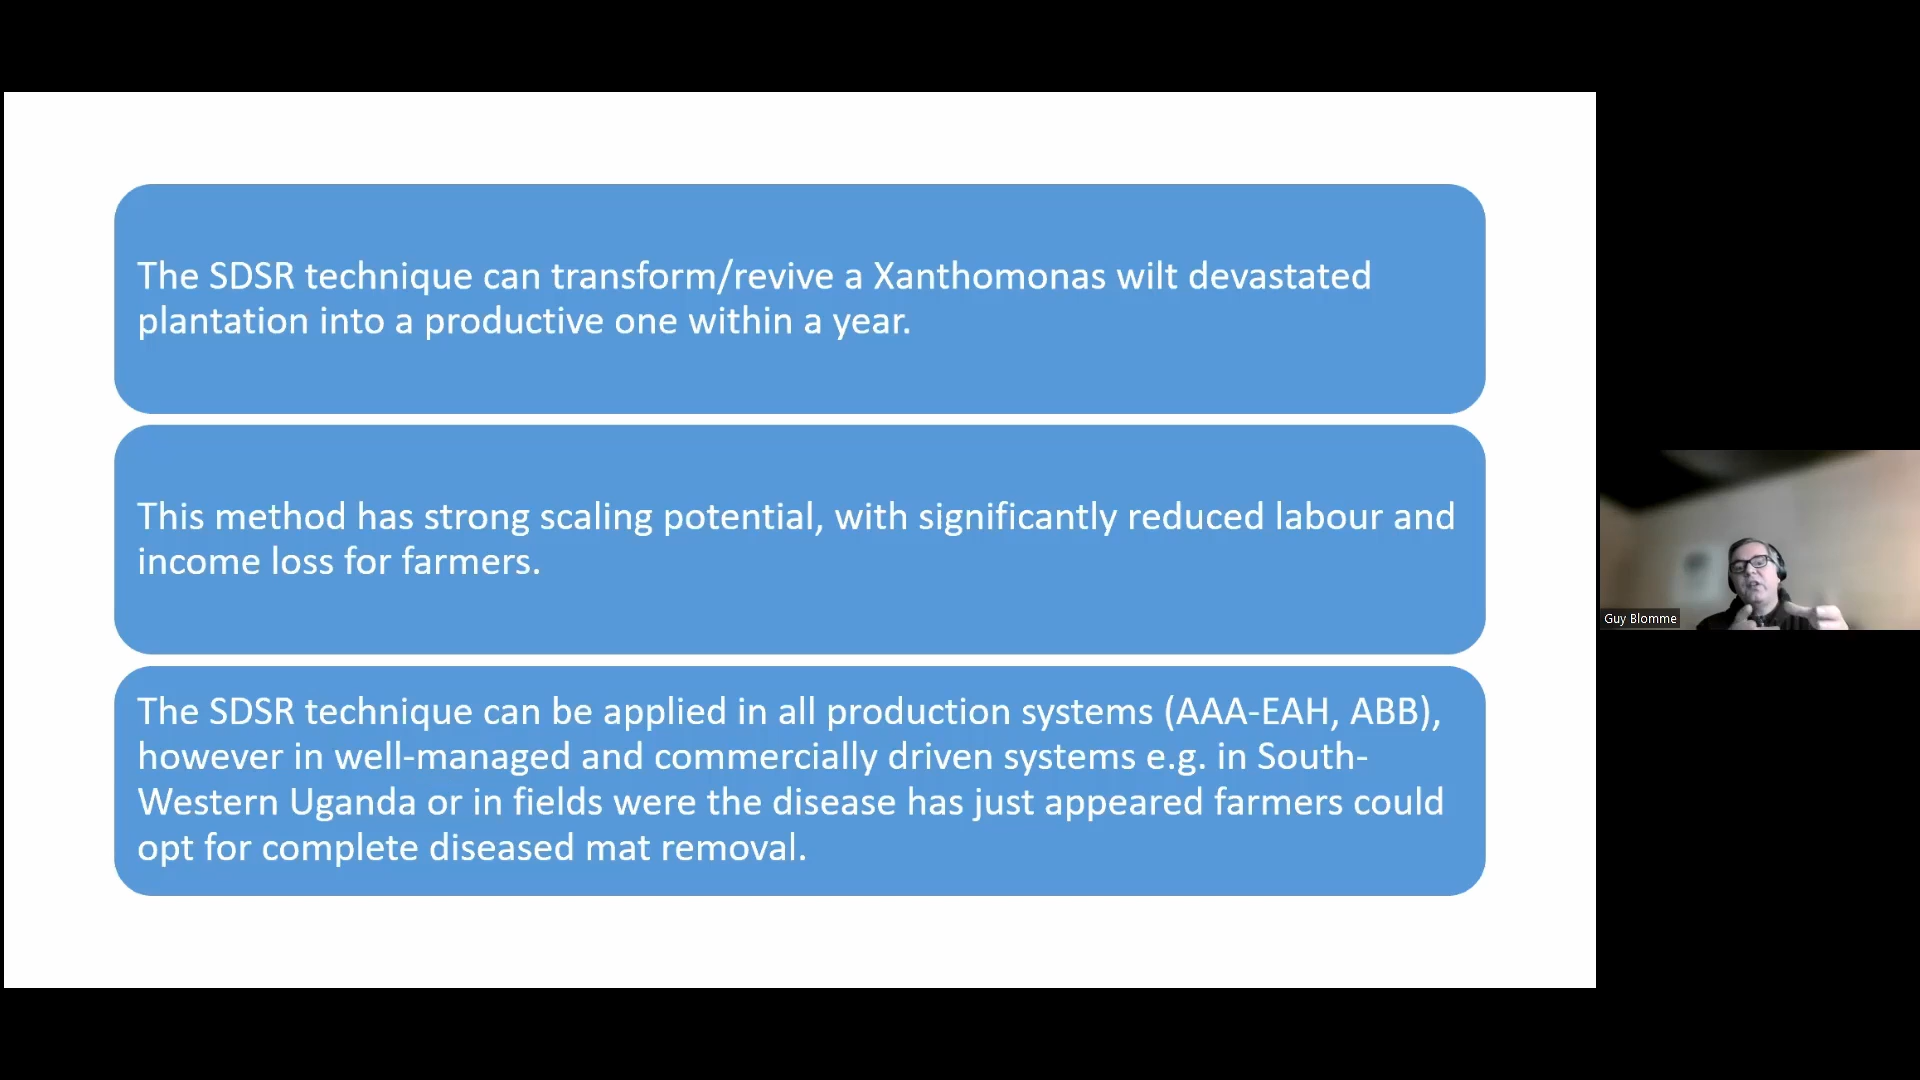 The SDSR technique can transform/revive a Xanthomonas wilt devastated
plantation into a productive one within a year.
This method has strong scaling potential, with significantly reduced labour and
income loss for farmers.
The SDSR technique can be applied in all production systems (AAA-EAH, ABB),
however in well-managed and commercially driven systems e.g. in South-
Western Uganda or in fields were the disease has just appeared farmers could
opt for complete diseased mat removal.
Guy Blomme